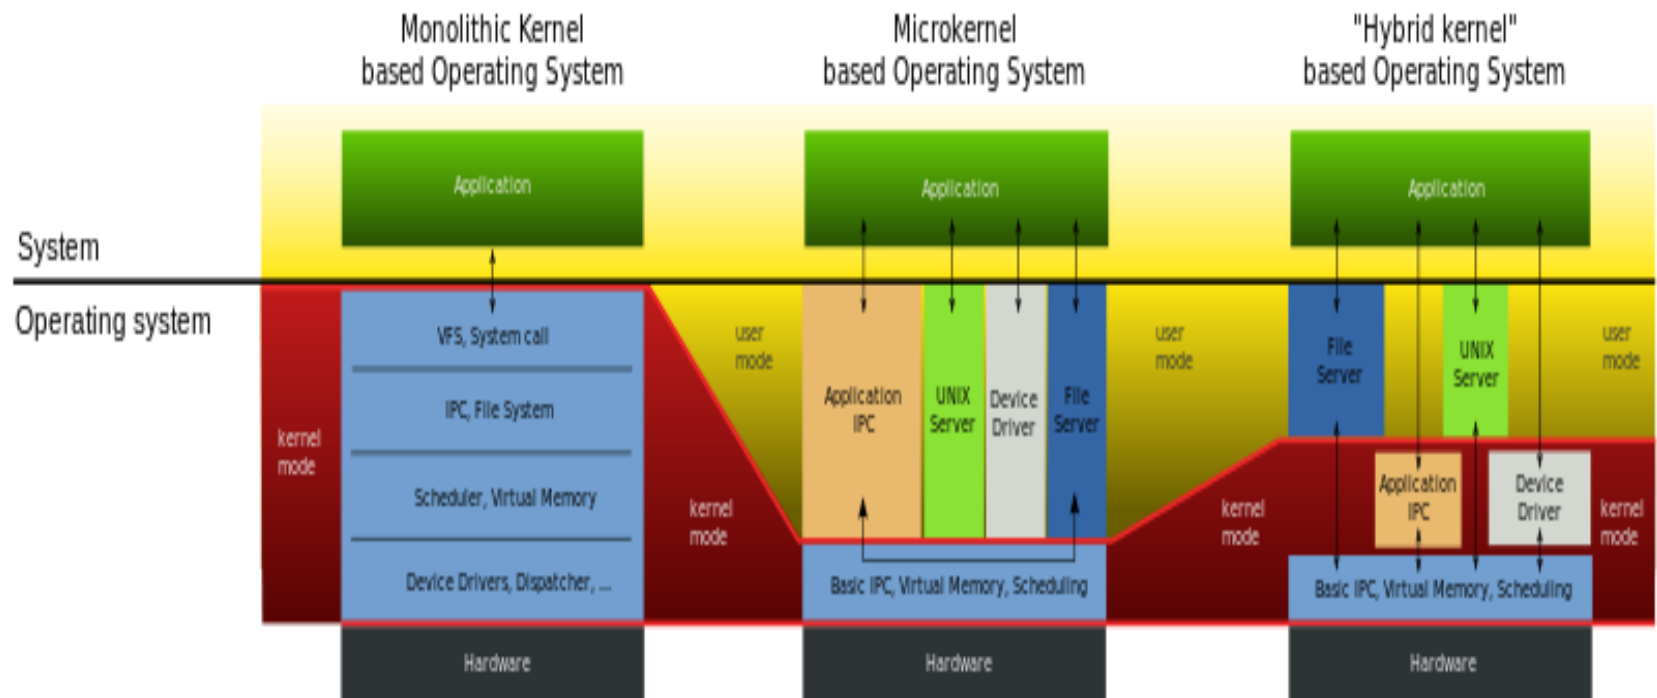 Monolithic Kernel
based Operating System
Microkernel
based Operating System
"Hybrid kernel"
based Operating System
Application
Application
Application
System
Operating system
VFS, System call
IPC, File System
Scheduler, Virtual Memory
Device Drivers, Dispatcher, ...
kernel
mode
kernel
mode
user
mode
Application
IPC
UNIX
Server
Device
Driver
File
Server
Basic IPC, Virtual Memory, Scheduling
user
mode
kernel
mode
File
Server
UNIX
Server
user
mode
Application
IPC
Device
Driver
kernel
mode
Basic IPC, Virtual Memory, Scheduling
Hardware
Hardware
Hardware